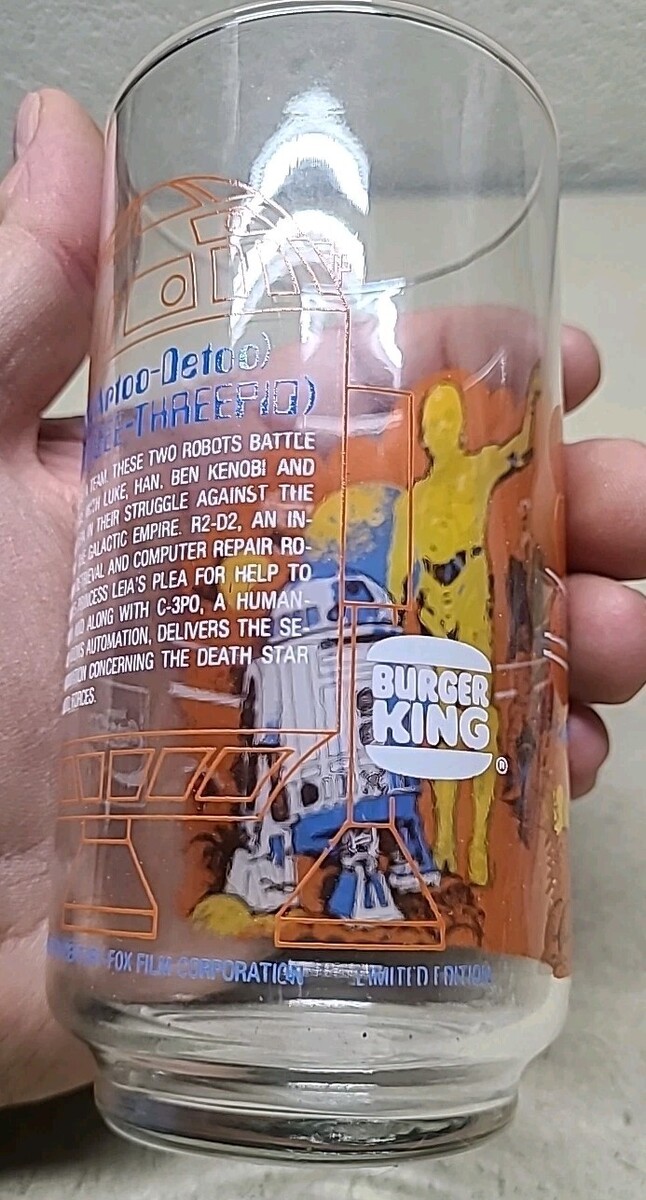 Artoo-Detoo)
THREEPIO)
TEAM. THESE TWO ROBOTS BATTLE
LUKE, HAN, BEN KENOBI AND
IN THEIR STRUGGLE AGAINST THE
GALACTIC EMPIRE. R2-D2, AN IN-
AND COMPUTER REPAIR RO-
LEIA'S PLEA FOR HELP TO
ALONG WITH C-3PO, A HUMAN-
AUTOMATION, DELIVERS THE SE-
CONCERNING THE DEATH STAR
FORCES.
BURGER
KING®
FOX FILM CORPORATION LIMITED EDITION